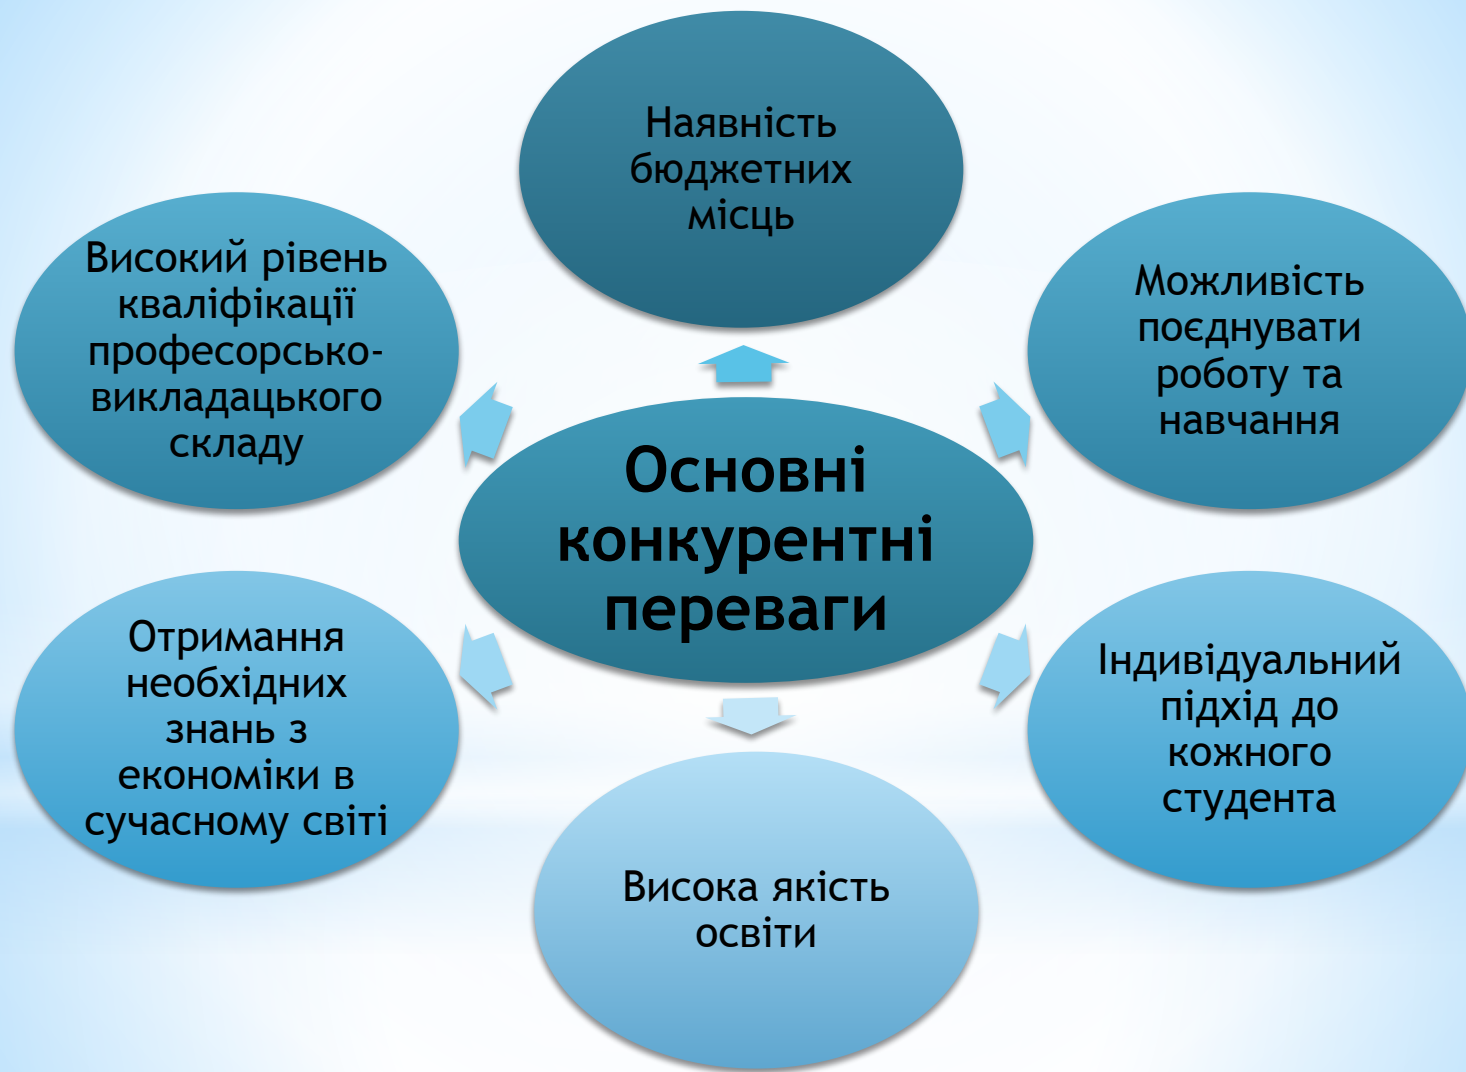 Наявність
бюджетних
місць
Можливість
поєднувати
роботу та
навчання
Індивідуальний
підхід до
кожного
студента
Висока якість
освіти
Отримання
необхідних
знань з
економіки в
сучасному світі
Високий рівень
кваліфікації
професорсько-
викладацького
складу
Основні
конкурентні
переваги